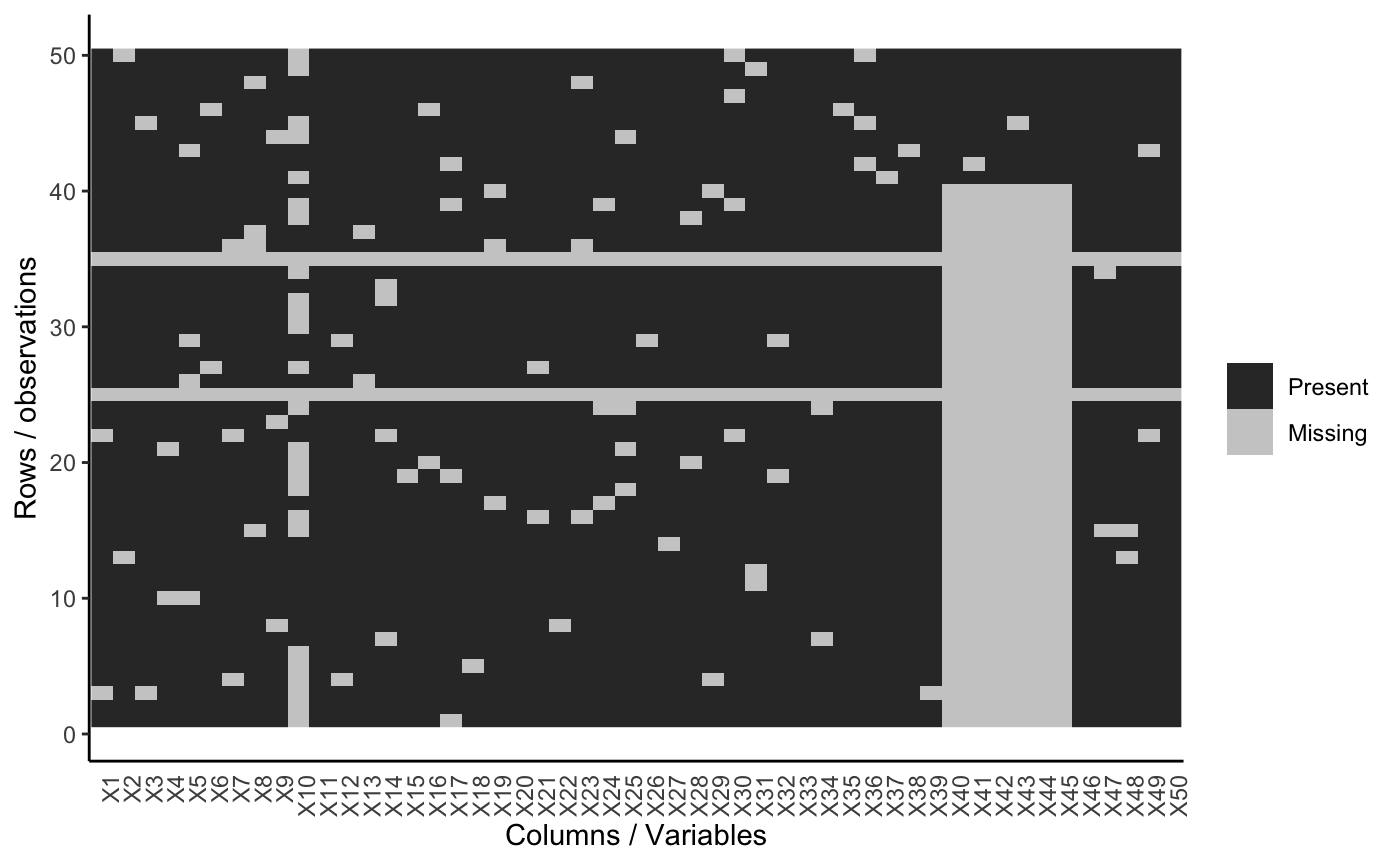 Rows / observations
50
40
30
20
10
0
X1 X2 X3 X4 X5 X6 X7 X8 X9 X10 X11 X12 X13 X14 X15 X16 X17 X18 X19 X20 X21 X22 X23 X24 X25 X26 X27 X28 X29 X30 X31 X32 X33 X34 X35 X36 X37 X38 X39 X40 X41 X42 X43 X44 X45 X46 X47 X48 X49 X50
Columns / Variables
Present
Missing